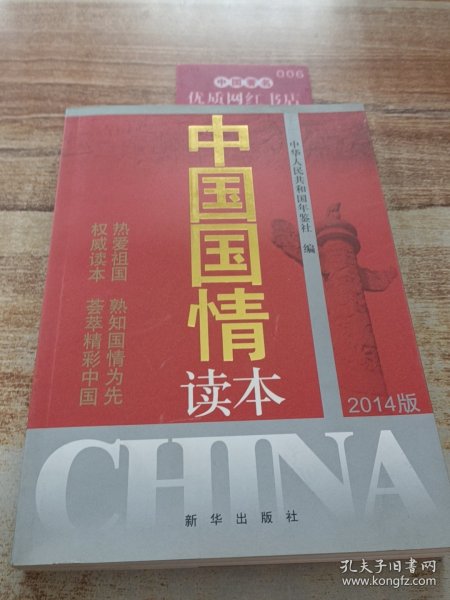 006
中国著名
优质网红书店
中国国情
读本
中华人民共和国年鉴社 编
热爱祖国 熟知国情为先
权威读本 荟萃精彩中国
2014版
CHINA
新华出版社
孔夫子旧书网
www.kongfz.com